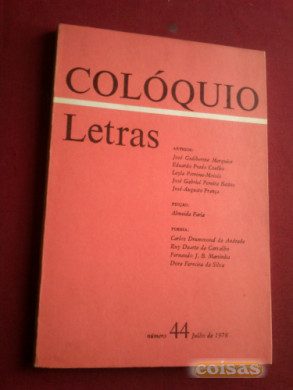 COLÓQUIO
Letras
ENSAIO:
José Guilherme Merquior
Eduardo Prado Coelho
Leyla Perrone-Moisés
José Gabriel Pereira Bastos
José-Augusto França
FICÇÃO:
Almeida Faria
POESIA:
Carlos Drummond de Andrade
Ruy Duarte de Carvalho
Fernando J. B. Martinho
Dora Ferreira da Silva
número 44 Julho de 1978
coisas